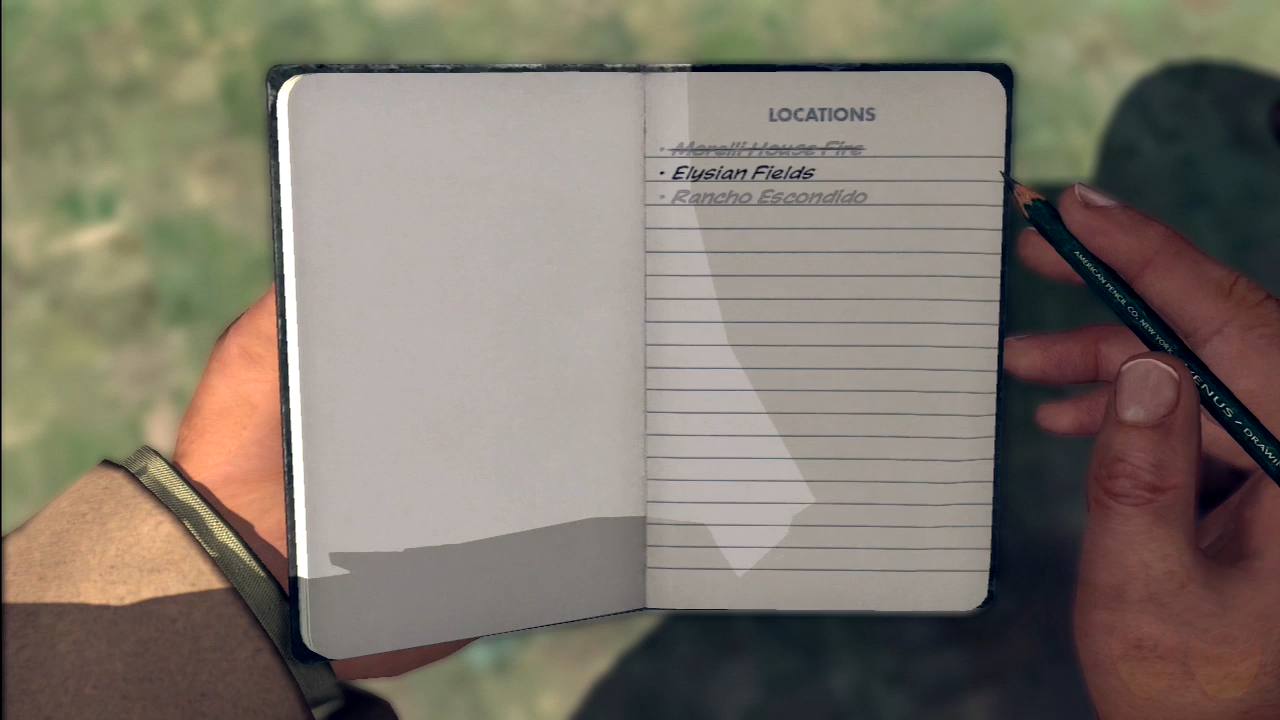 LOCATIONS
• Morelli House Fire
• Elysian Fields
• Rancho Escondido
AMERICAN PENCIL CO. NEW YORK
VENUS / DRAWI